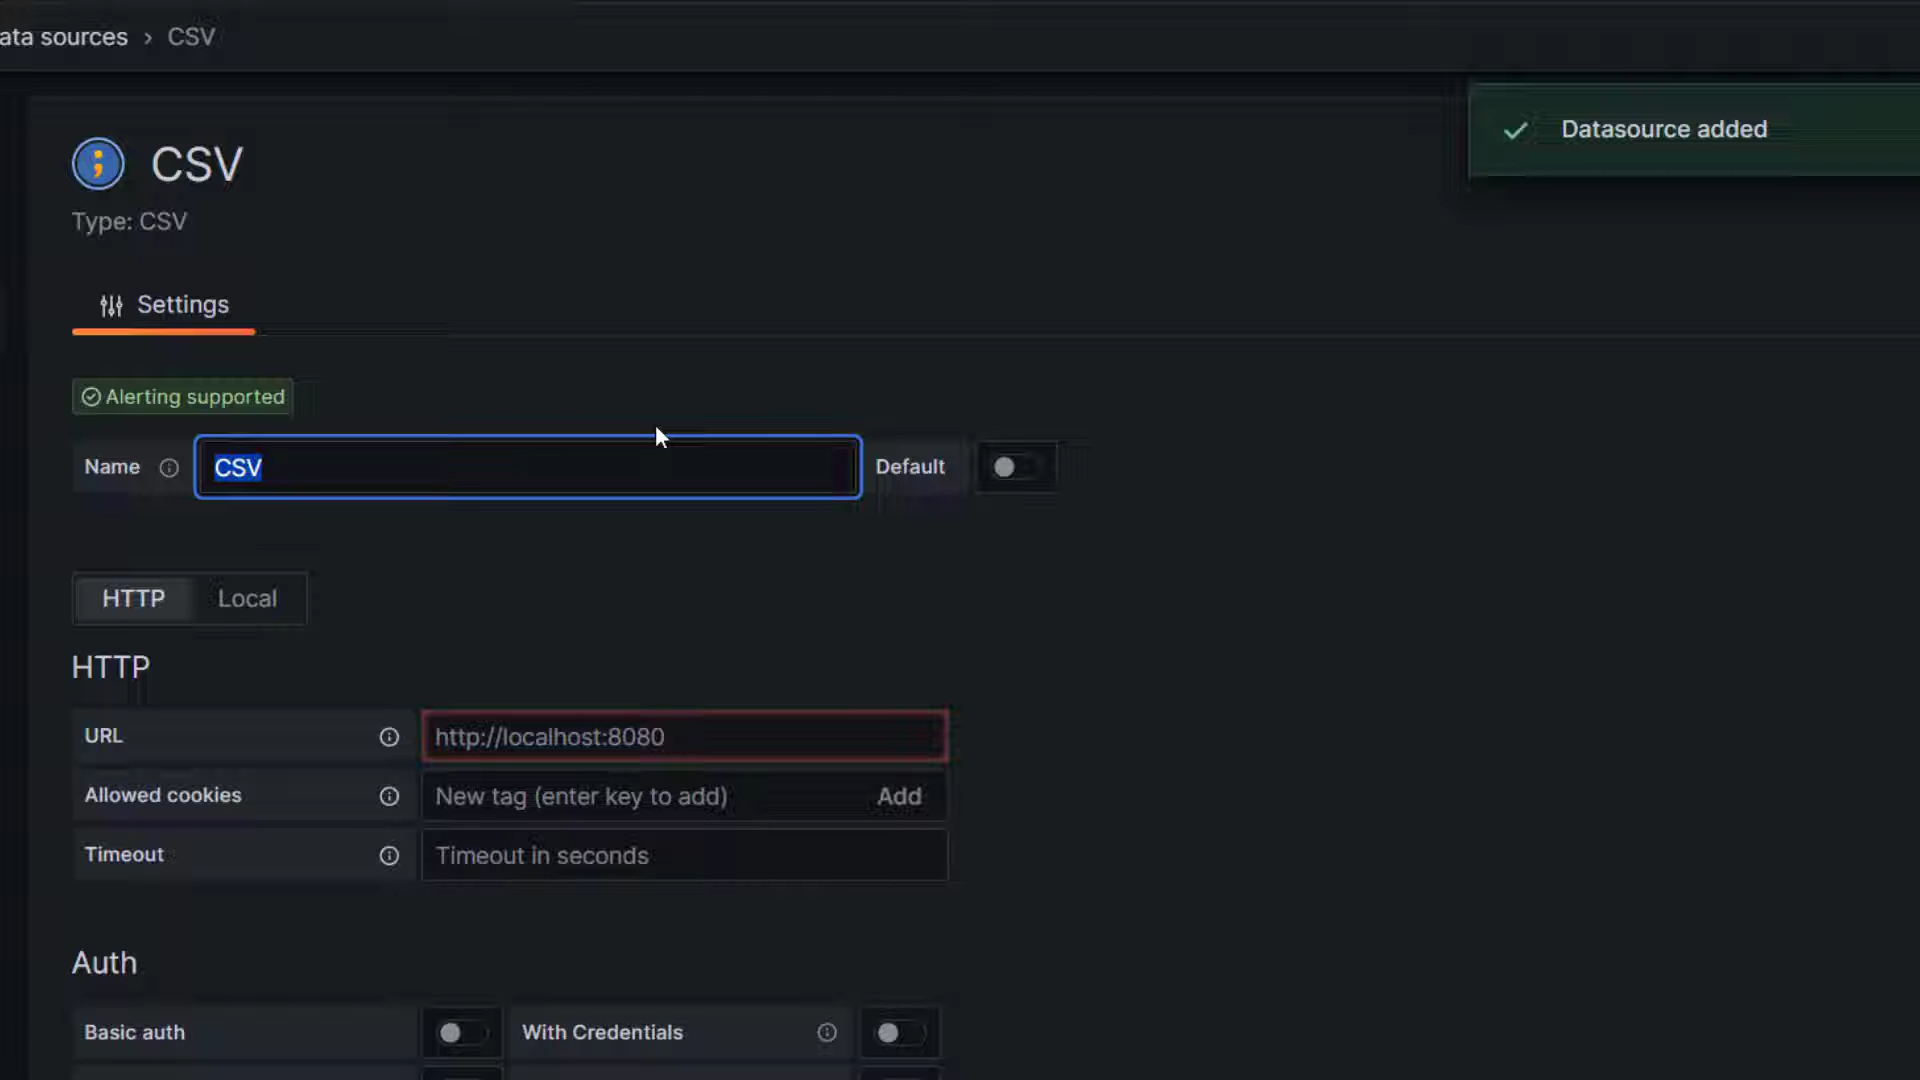 ata sources › CSV
Datasource added
CSV
Type: CSV
Settings
Alerting supported
Name CSV Default
HTTP Local
HTTP
URL http://localhost:8080
Allowed cookies New tag (enter key to add) Add
Timeout Timeout in seconds
Auth
Basic auth With Credentials